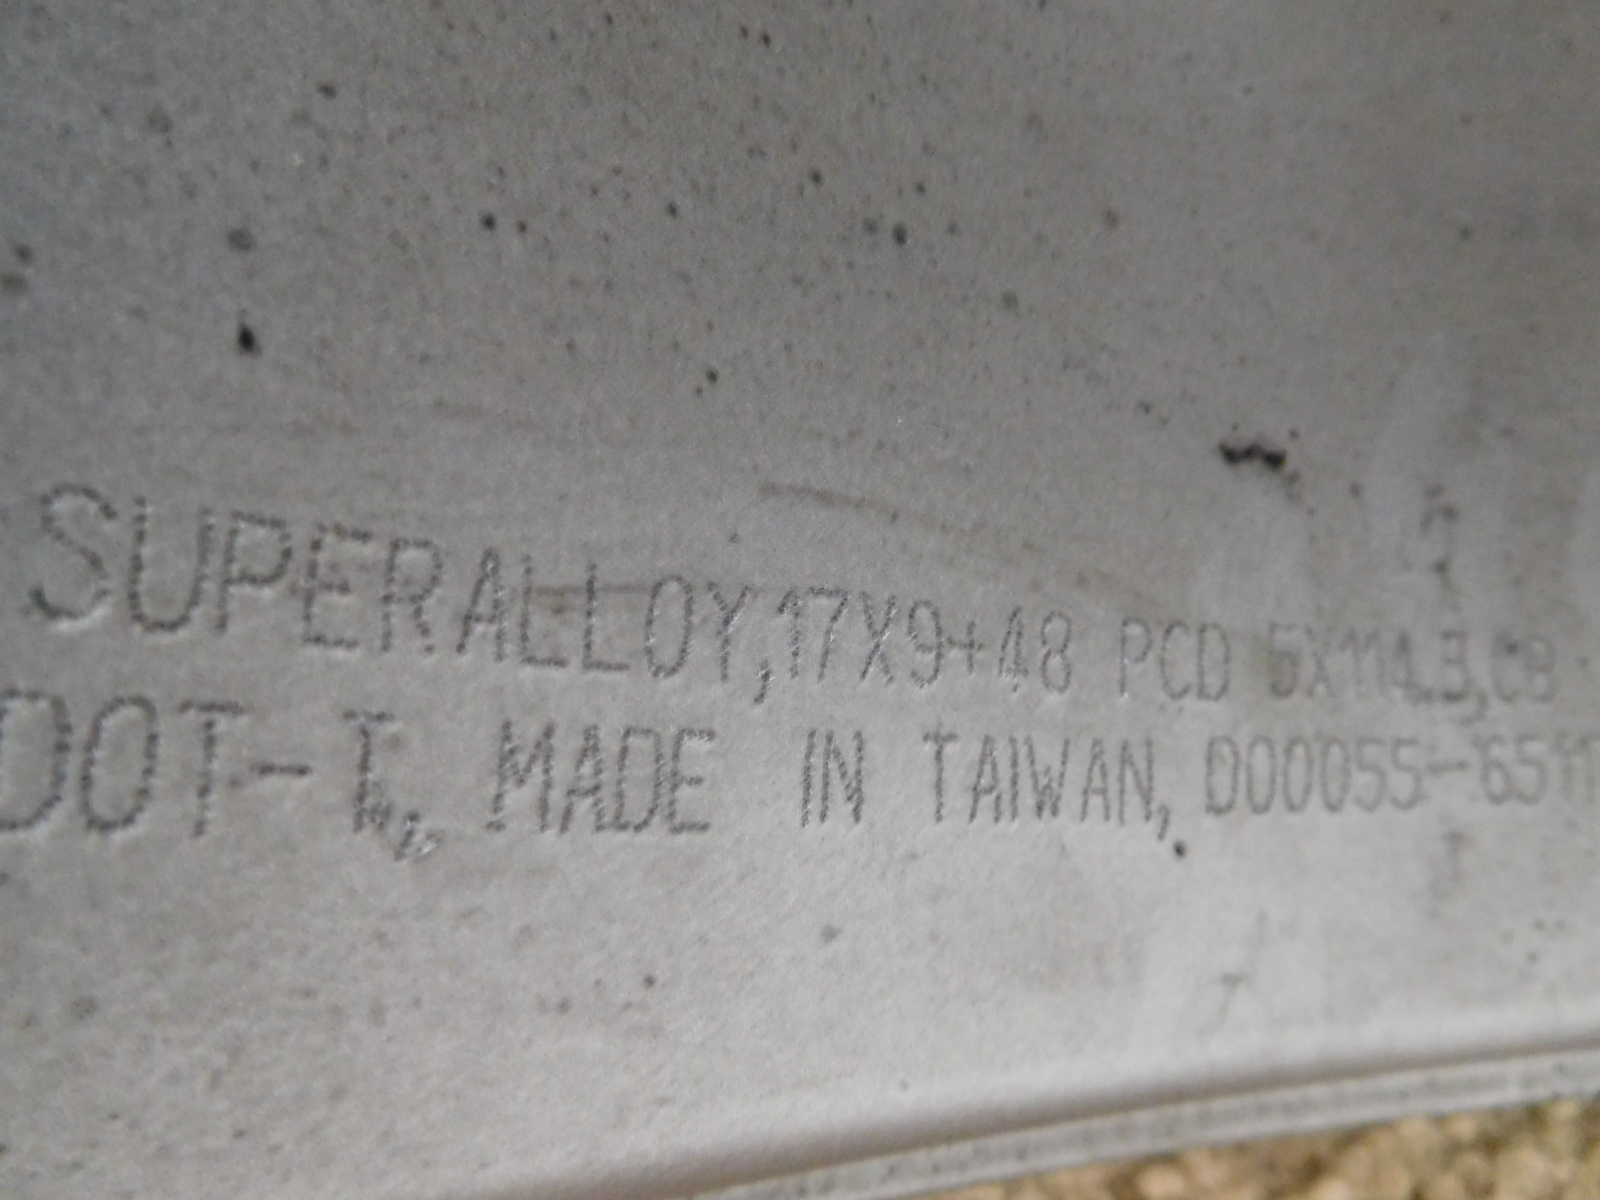 SUPERALLOY,17X9+48 PCD 5X114.3,CB
DOT-T, MADE IN TAIWAN, D00055-6511